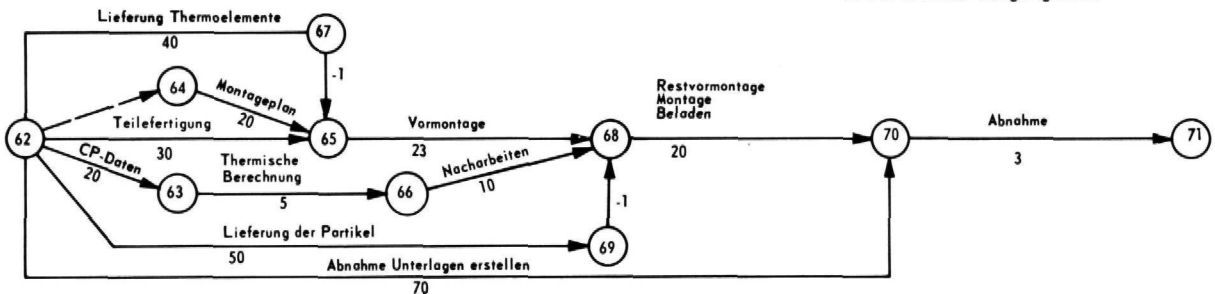 Lieferung Thermoelemente
40
67
-1
64
Montageplan
20
62
Teilefertigung
30
65
Vormontage
23
68
Restvormontage
Montage
Beladen
20
70
Abnahme
3
71
CP-Daten
20
63
Thermische
Berechnung
5
66
Nacharbeiten
10
-1
Lieferung der Partikel
50
69
Abnahme Unterlagen erstellen
70